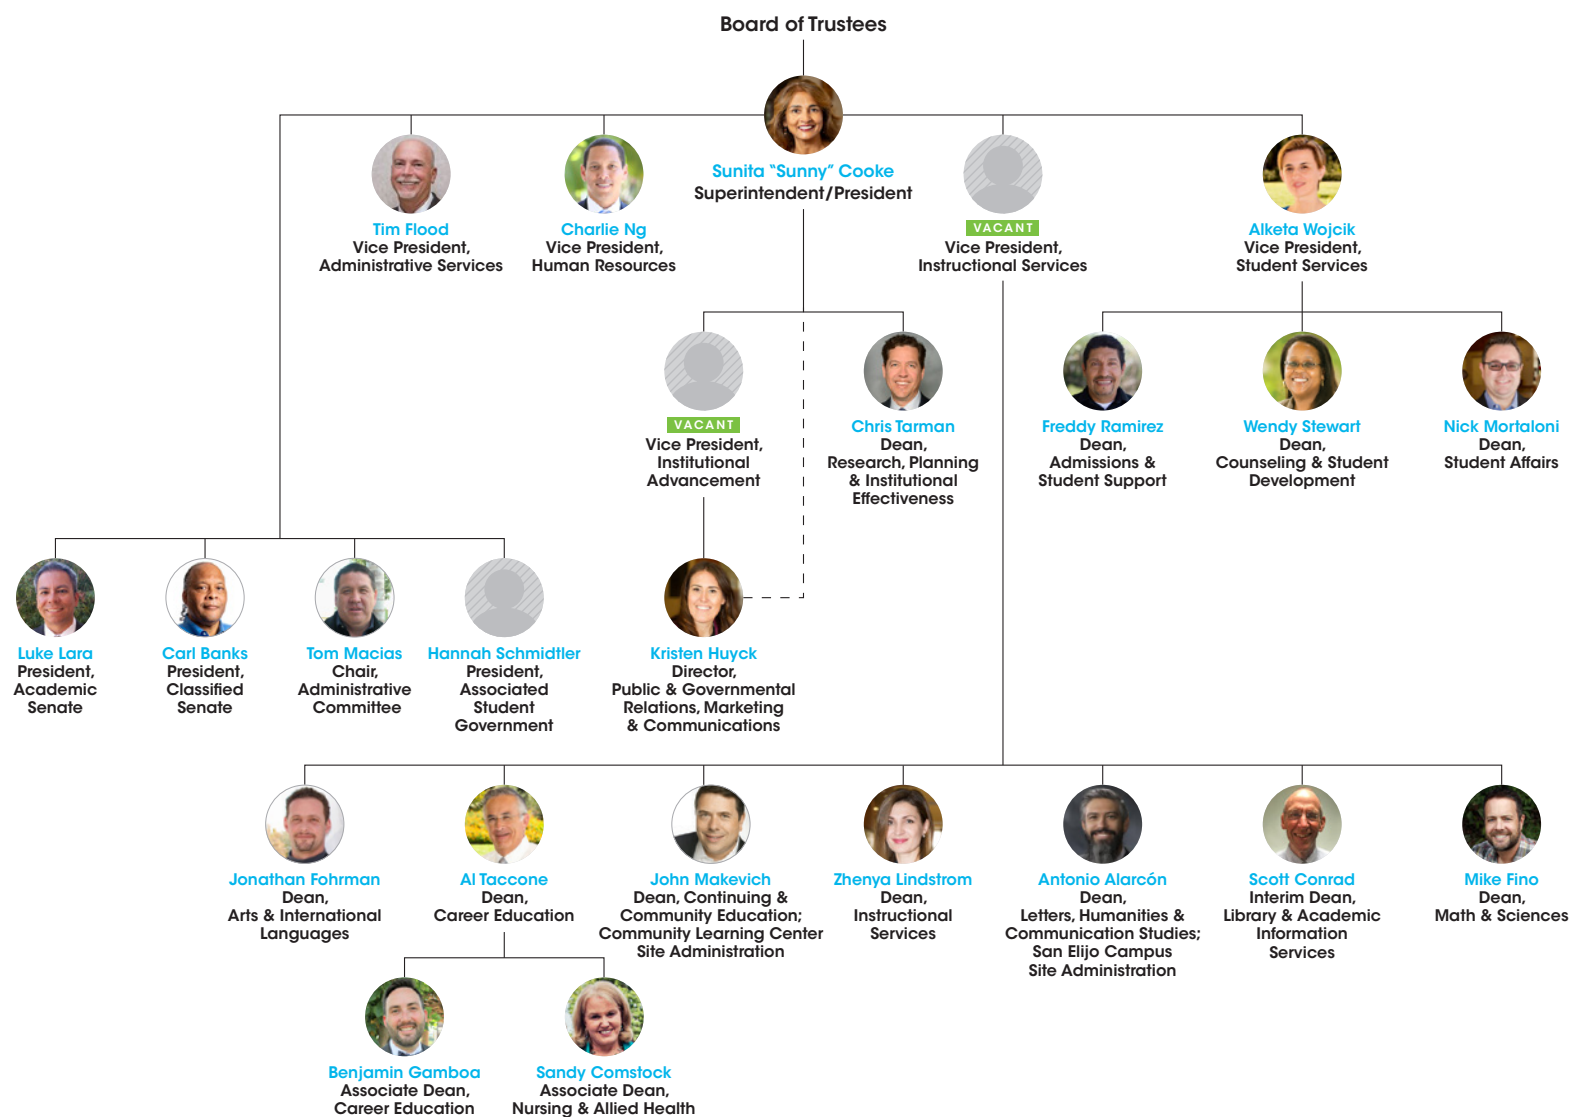 Board of Trustees
Sunita “Sunny” Cooke
Superintendent/President
Tim Flood
Vice President,
Administrative Services
Charlie Ng
Vice President,
Human Resources
VACANT
Vice President,
Instructional Services
Alketa Wojcik
Vice President,
Student Services
VACANT
Vice President,
Institutional
Advancement
Chris Tarman
Dean,
Research, Planning
& Institutional
Effectiveness
Freddy Ramirez
Dean,
Admissions &
Student Support
Wendy Stewart
Dean,
Counseling & Student
Development
Nick Mortaloni
Dean,
Student Affairs
Luke Lara
President,
Academic
Senate
Carl Banks
President,
Classified
Senate
Tom Macias
Chair,
Administrative
Committee
Hannah Schmidtler
President,
Associated
Student
Government
Kristen Huyck
Director,
Public & Governmental
Relations, Marketing
& Communications
Jonathan Fohrman
Dean,
Arts & International
Languages
Al Taccone
Dean,
Career Education
John Makevich
Dean, Continuing &
Community Education;
Community Learning Center
Site Administration
Zhenya Lindstrom
Dean,
Instructional
Services
Antonio Alarcón
Dean,
Letters, Humanities &
Communication Studies;
San Elijo Campus
Site Administration
Scott Conrad
Interim Dean,
Library & Academic
Information
Services
Mike Fino
Dean,
Math & Sciences
Benjamin Gamboa
Associate Dean,
Career Education
Sandy Comstock
Associate Dean,
Nursing & Allied Health